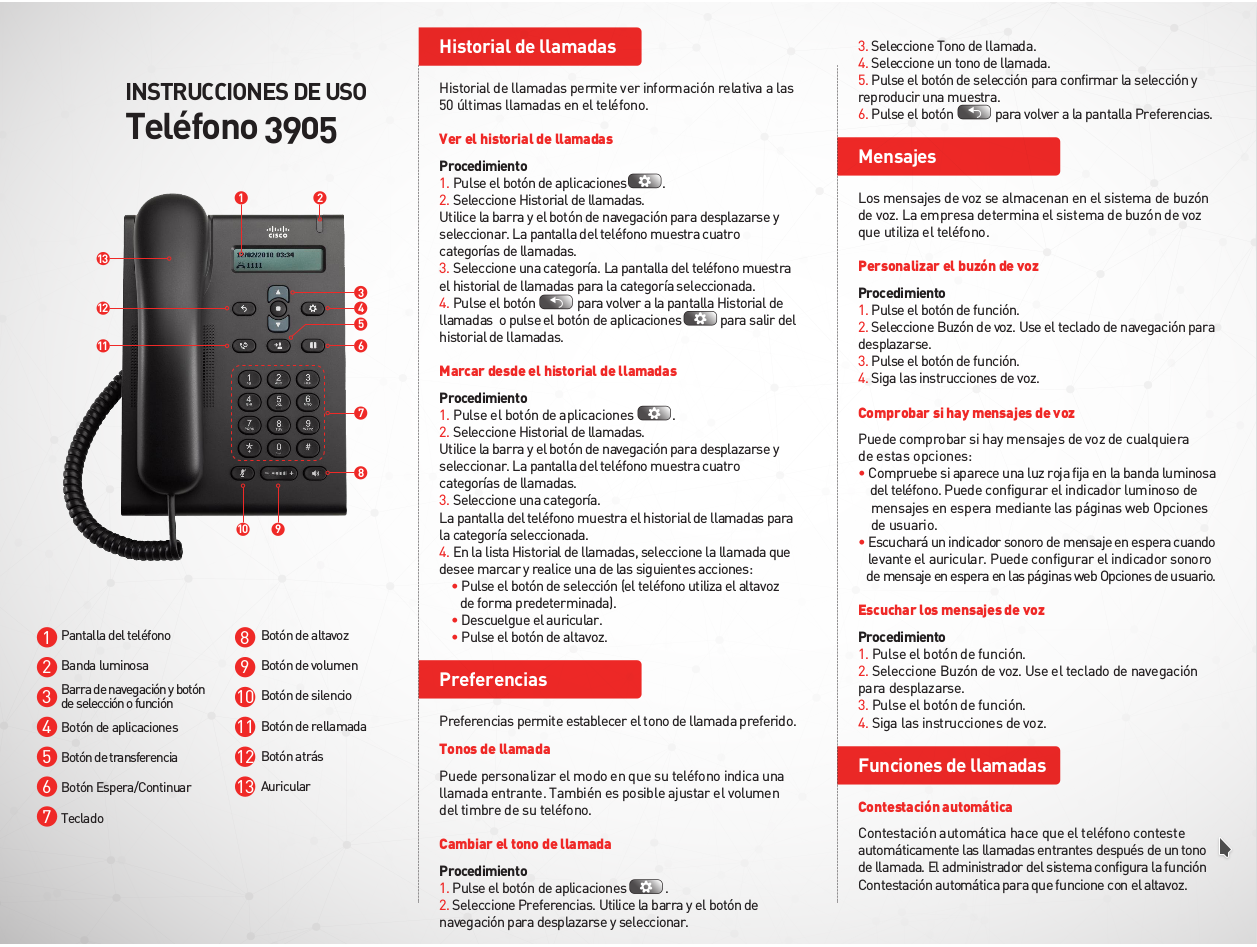 INSTRUCCIONES DE USO
Teléfono 3905
1
2
CISCO
12/02/2010 03:34
1111
13
3
12
4
5
11
6
1
2
3
4
5
6
7
8
9
*
0
#
7
8
10
9
1 Pantalla del teléfono
2 Banda luminosa
3 Barra de navegación y botón
de selección o función
4 Botón de aplicaciones
5 Botón de transferencia
6 Botón Espera/Continuar
7 Teclado
8 Botón de altavoz
9 Botón de volumen
10 Botón de silencio
11 Botón de rellamada
12 Botón atrás
13 Auricular
Historial de llamadas
Historial de llamadas permite ver información relativa a las
50 últimas llamadas en el teléfono.
Ver el historial de llamadas
Procedimiento
1. Pulse el botón de aplicaciones .
2. Seleccione Historial de llamadas.
Utilice la barra y el botón de navegación para desplazarse y
seleccionar. La pantalla del teléfono muestra cuatro
categorías de llamadas.
3. Seleccione una categoría. La pantalla del teléfono muestra
el historial de llamadas para la categoría seleccionada.
4. Pulse el botón para volver a la pantalla Historial de
llamadas o pulse el botón de aplicaciones para salir del
historial de llamadas.
Marcar desde el historial de llamadas
Procedimiento
1. Pulse el botón de aplicaciones .
2. Seleccione Historial de llamadas.
Utilice la barra y el botón de navegación para desplazarse y
seleccionar. La pantalla del teléfono muestra cuatro
categorías de llamadas.
3. Seleccione una categoría.
La pantalla del teléfono muestra el historial de llamadas para
la categoría seleccionada.
4. En la lista Historial de llamadas, seleccione la llamada que
desee marcar y realice una de las siguientes acciones:
• Pulse el botón de selección (el teléfono utiliza el altavoz
de forma predeterminada).
• Descuelgue el auricular.
• Pulse el botón de altavoz.
Preferencias
Preferencias permite establecer el tono de llamada preferido.
Tonos de llamada
Puede personalizar el modo en que su teléfono indica una
llamada entrante. También es posible ajustar el volumen
del timbre de su teléfono.
Cambiar el tono de llamada
Procedimiento
1. Pulse el botón de aplicaciones .
2. Seleccione Preferencias. Utilice la barra y el botón de
navegación para desplazarse y seleccionar.
3. Seleccione Tono de llamada.
4. Seleccione un tono de llamada.
5. Pulse el botón de selección para confirmar la selección y
reproducir una muestra.
6. Pulse el botón para volver a la pantalla Preferencias.
Mensajes
Los mensajes de voz se almacenan en el sistema de buzón
de voz. La empresa determina el sistema de buzón de voz
que utiliza el teléfono.
Personalizar el buzón de voz
Procedimiento
1. Pulse el botón de función.
2. Seleccione Buzón de voz. Use el teclado de navegación para
desplazarse.
3. Pulse el botón de función.
4. Siga las instrucciones de voz.
Comprobar si hay mensajes de voz
Puede comprobar si hay mensajes de voz de cualquiera
de estas opciones:
• Compruebe si aparece una luz roja fija en la banda luminosa
del teléfono. Puede configurar el indicador luminoso de
mensajes en espera mediante las páginas web Opciones
de usuario.
• Escuchará un indicador sonoro de mensaje en espera cuando
levante el auricular. Puede configurar el indicador sonoro
de mensaje en espera en las páginas web Opciones de usuario.
Escuchar los mensajes de voz
Procedimiento
1. Pulse el botón de función.
2. Seleccione Buzón de voz. Use el teclado de navegación
para desplazarse.
3. Pulse el botón de función.
4. Siga las instrucciones de voz.
Funciones de llamadas
Contestación automática
Contestación automática hace que el teléfono conteste
automáticamente las llamadas entrantes después de un tono
de llamada. El administrador del sistema configura la función
Contestación automática para que funcione con el altavoz.